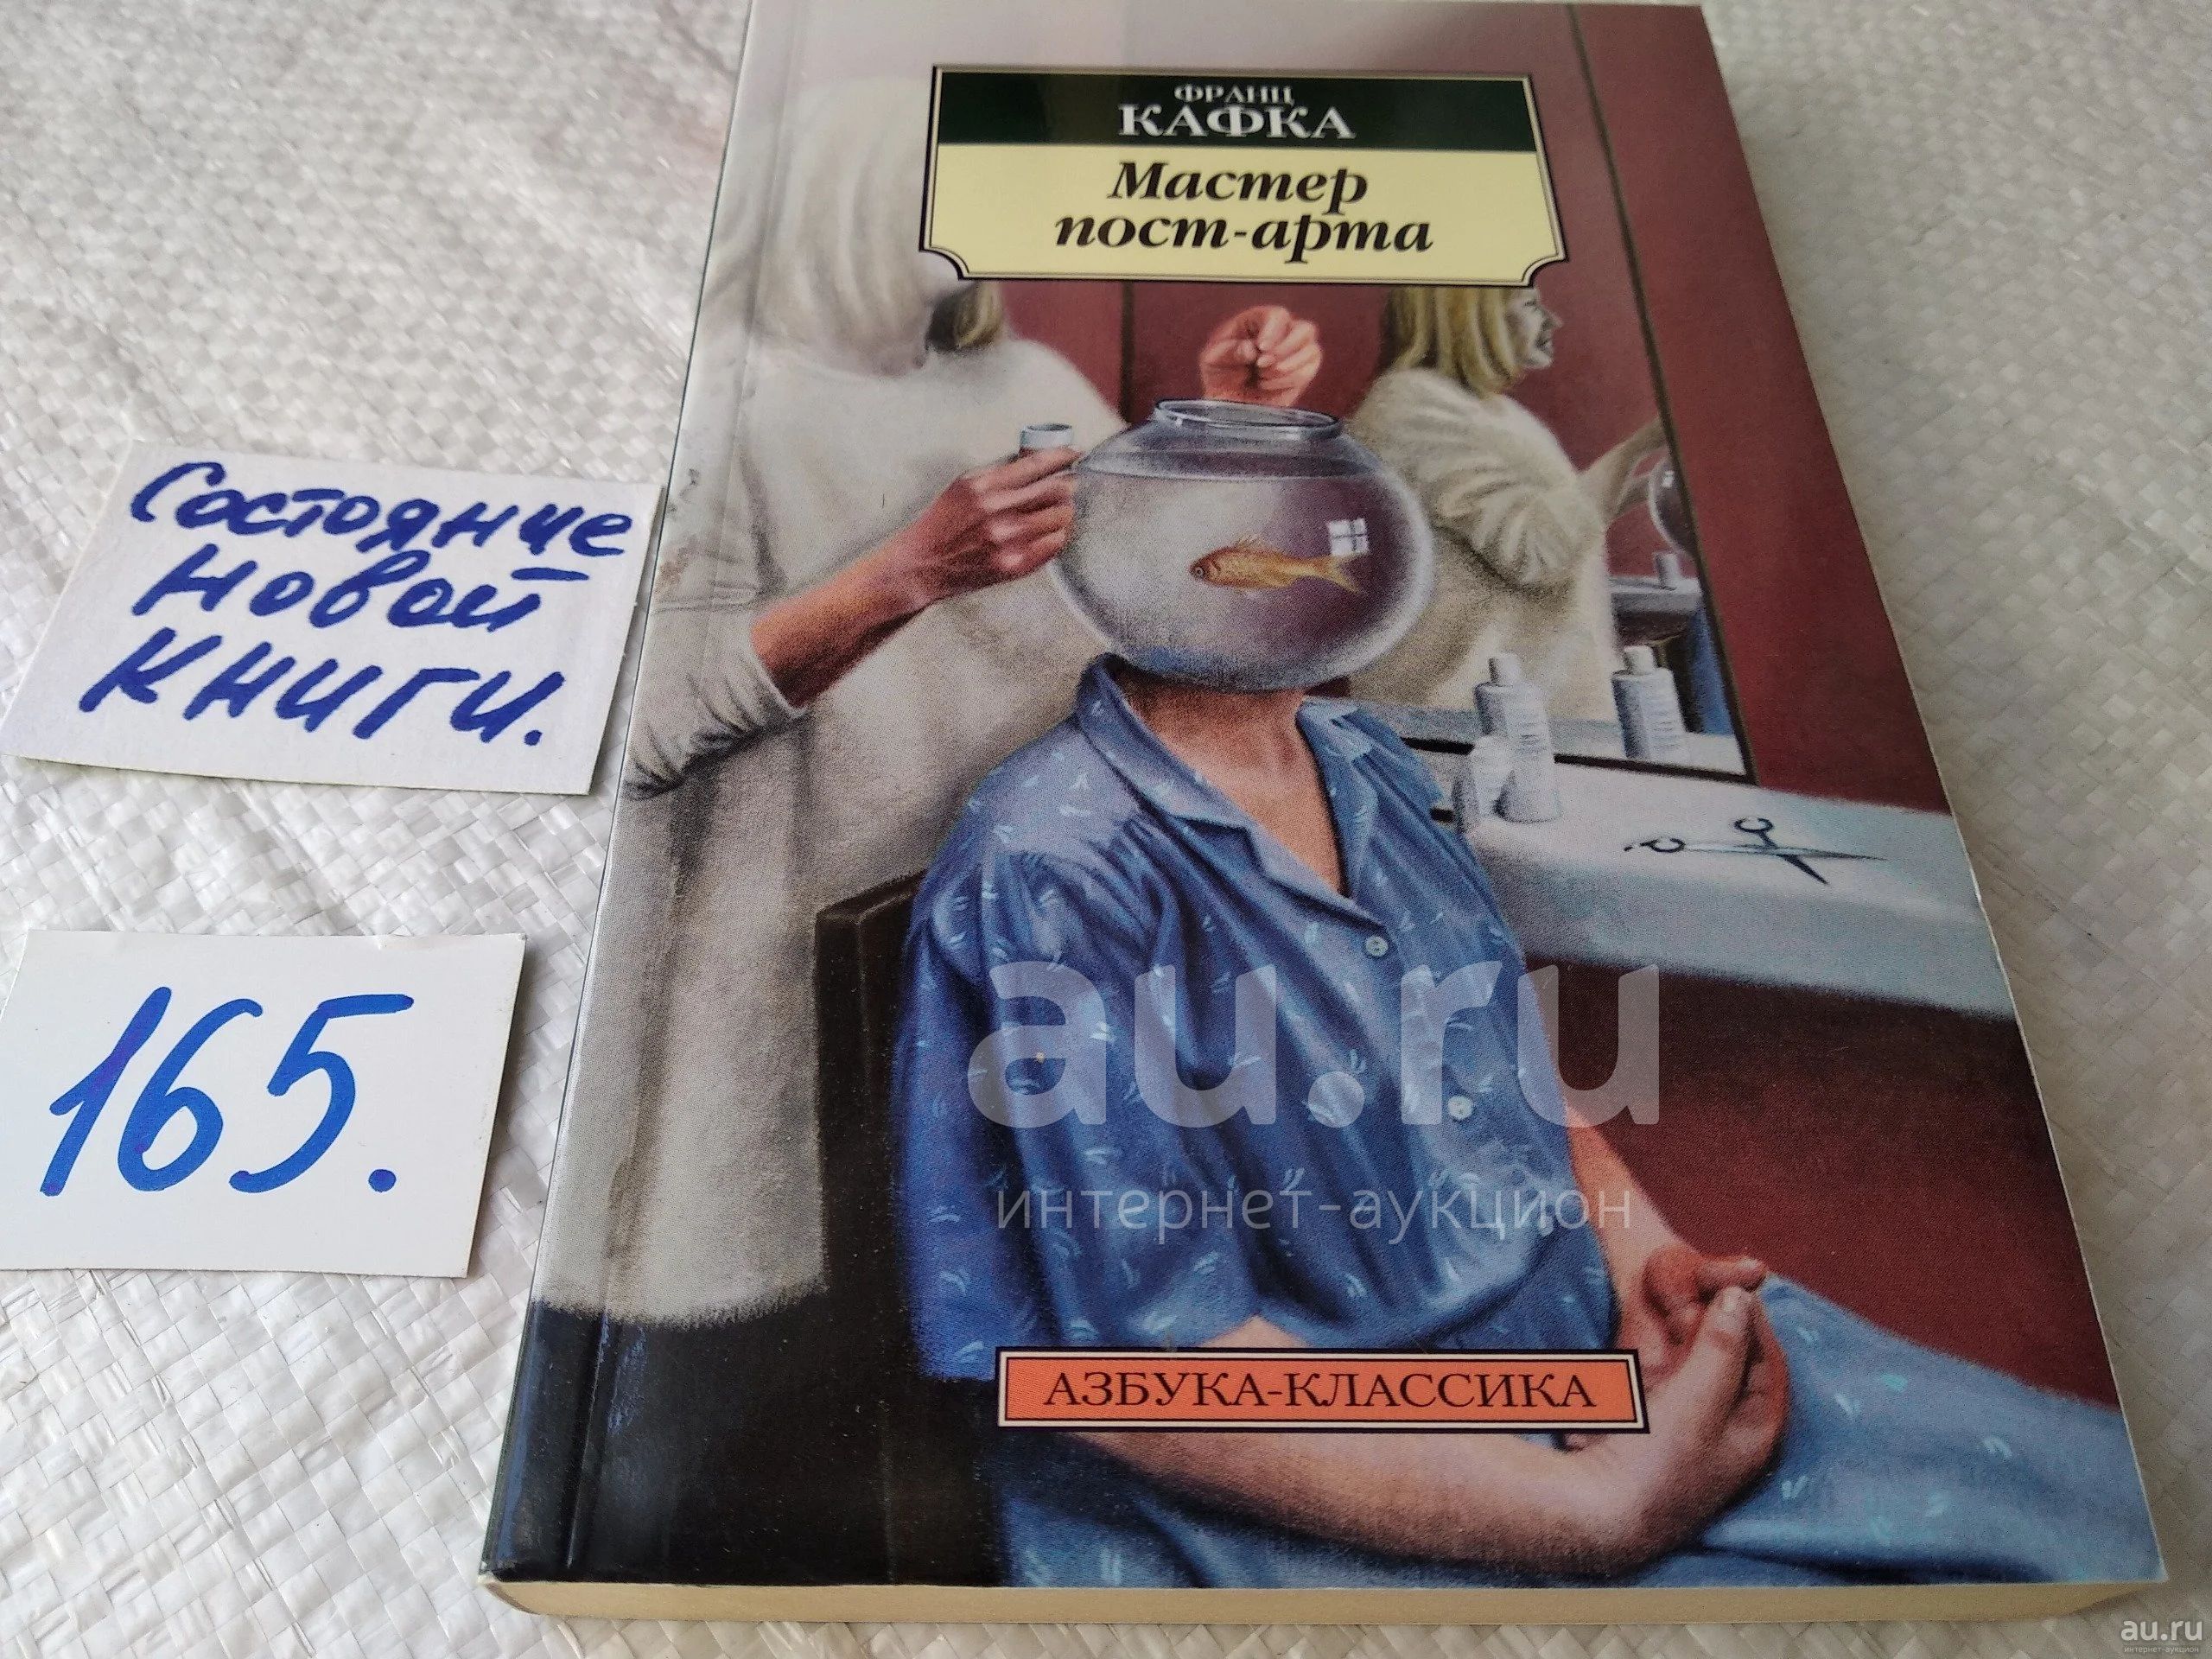 ФРАНЦ
КАФКА
Мастер
пост-арта
Состояние
новой
книги.
165.
au.ru
интернет-аукцион
АЗБУКА-КЛАССИКА
au.ru
интернет-аукцион